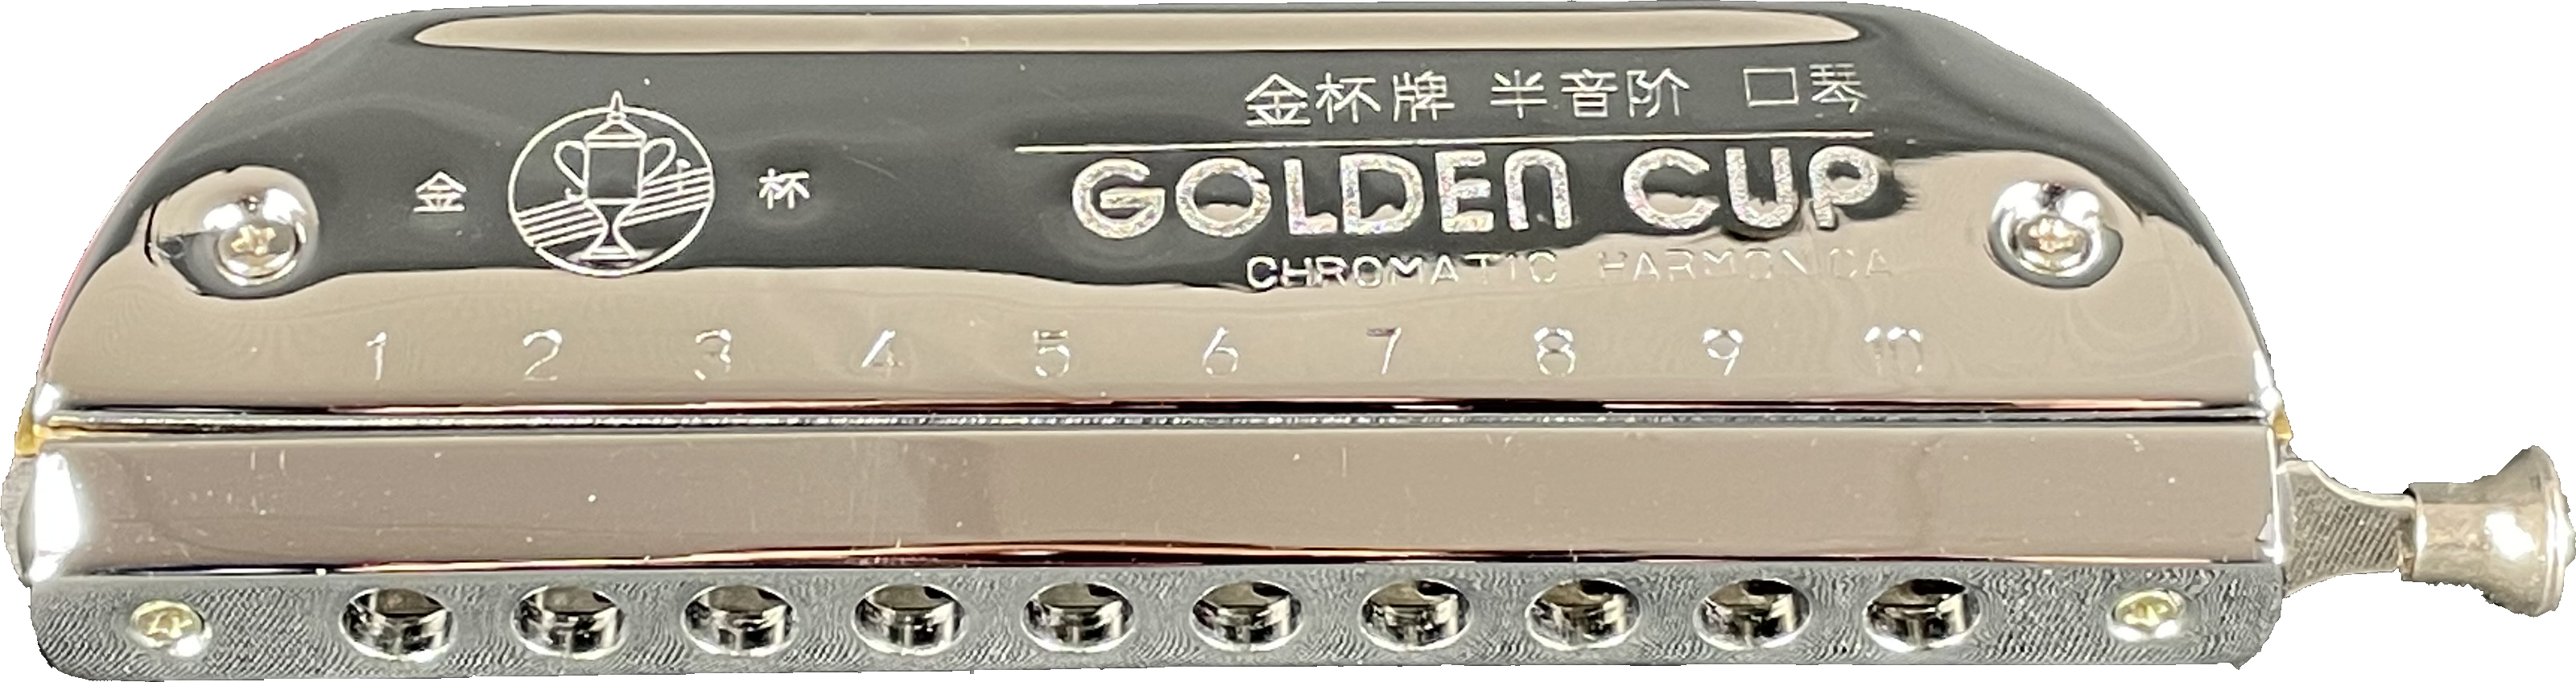 金杯牌 半音阶 口琴
金 杯
GOLDEN CUP
CHROMATIC HARMONICA
1 2 3 4 5 6 7 8 9 10